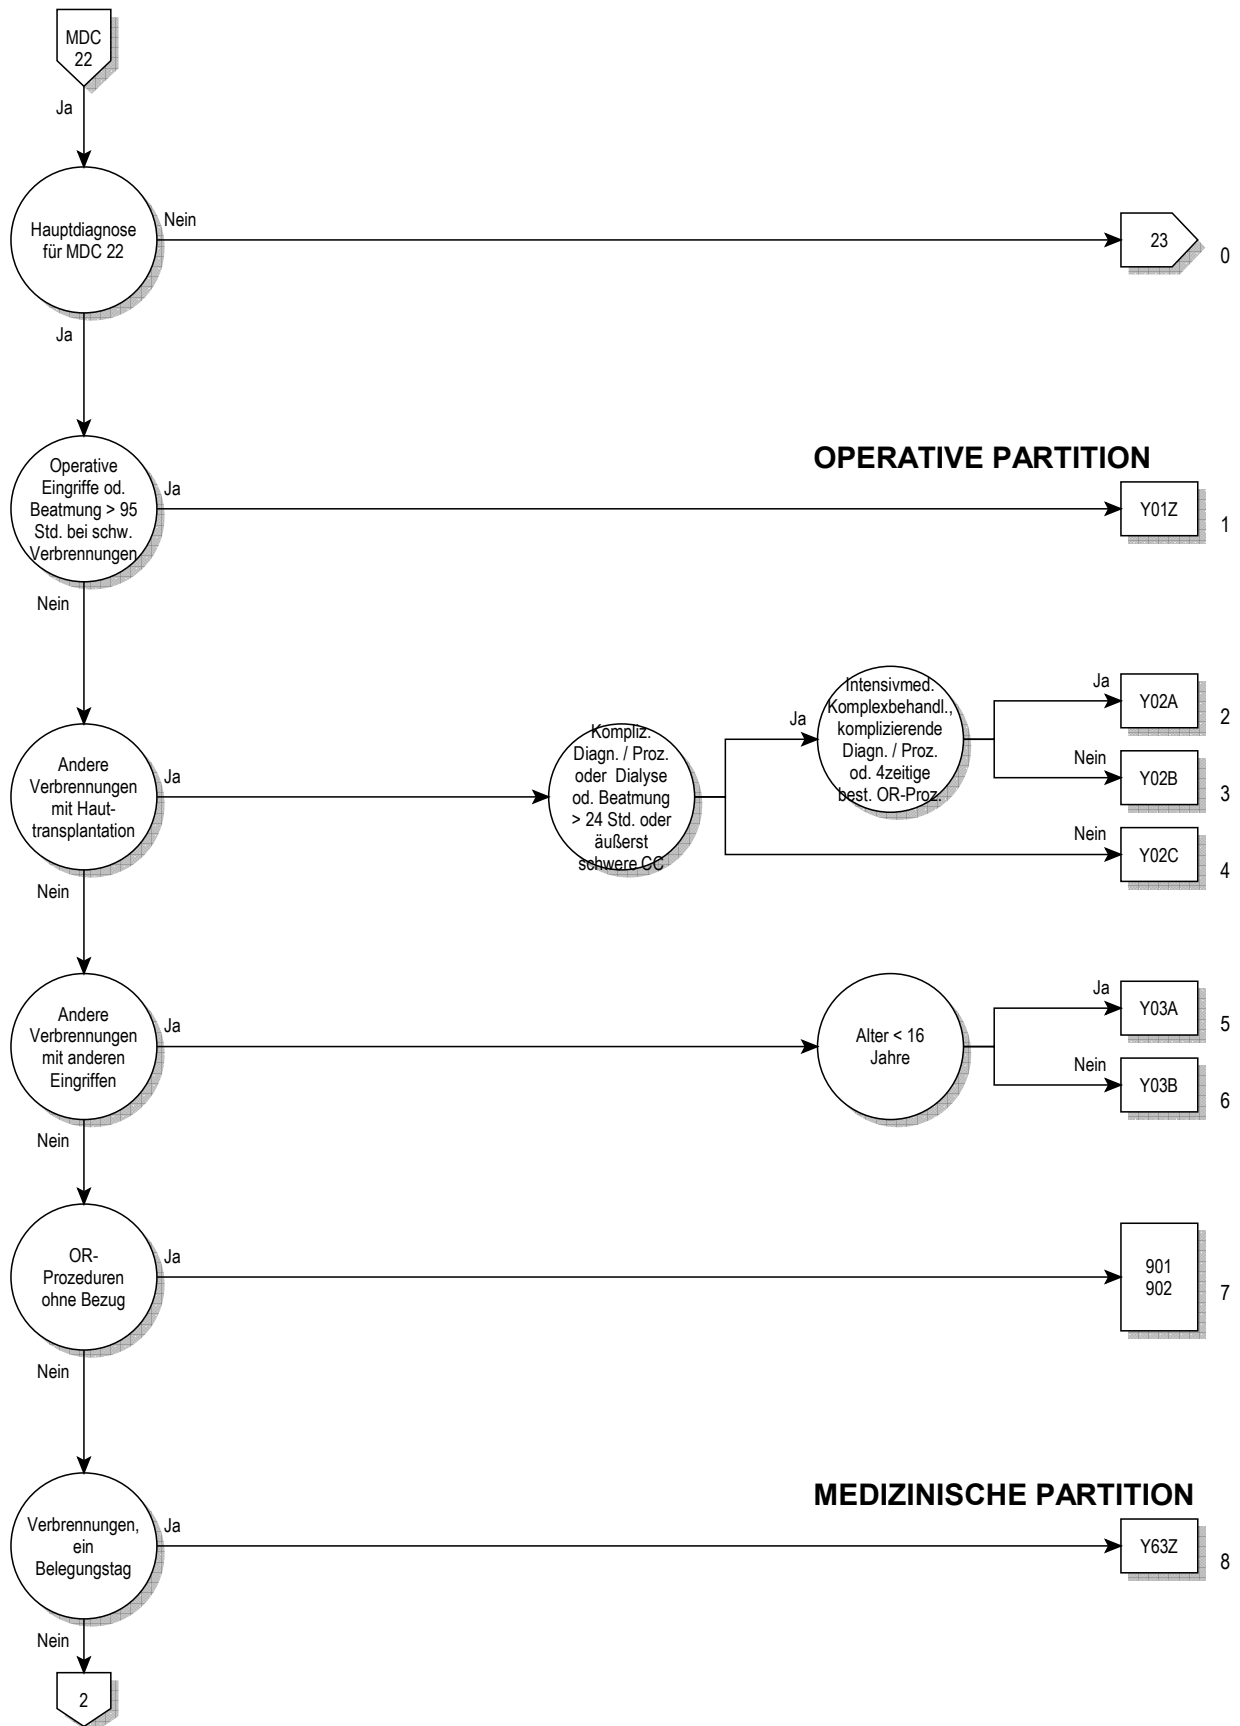 MDC
22
Ja
Hauptdiagnose
für MDC 22
Nein
23
0
Ja
OPERATIVE PARTITION
Operative
Eingriffe od.
Beatmung > 95
Std. bei schw.
Verbrennungen
Ja
Y01Z
1
Nein
Andere
Verbrennungen
mit Haut-
transplantation
Ja
Kompliz.
Diagn. / Proz.
oder Dialyse
od. Beatmung
> 24 Std. oder
äußerst
schwere CC
Ja
Intensivmed.
Komplexbehandl.,
komplizierende
Diagn. / Proz.
od. 4zeitige
best. OR-Proz.
Ja
Y02A
2
Nein
Y02B
3
Nein
Y02C
4
Nein
Andere
Verbrennungen
mit anderen
Eingriffen
Ja
Alter < 16
Jahre
Ja
Y03A
5
Nein
Y03B
6
Nein
OR-
Prozeduren
ohne Bezug
Ja
901
902
7
Nein
MEDIZINISCHE PARTITION
Verbrennungen,
ein
Belegungstag
Ja
Y63Z
8
Nein
2